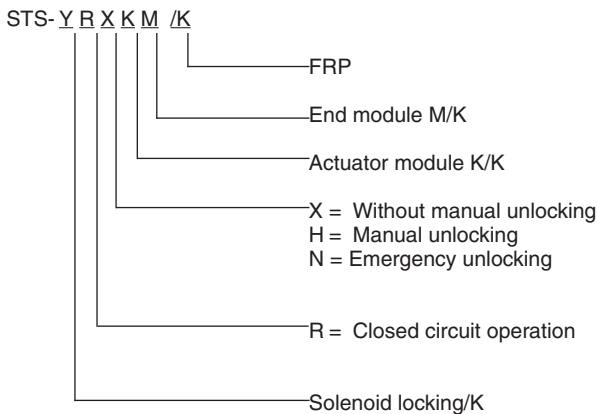 STS- Y R X K M /K
FRP
End module M/K
Actuator module K/K
X = Without manual unlocking
H = Manual unlocking
N = Emergency unlocking
R = Closed circuit operation
Solenoid locking/K